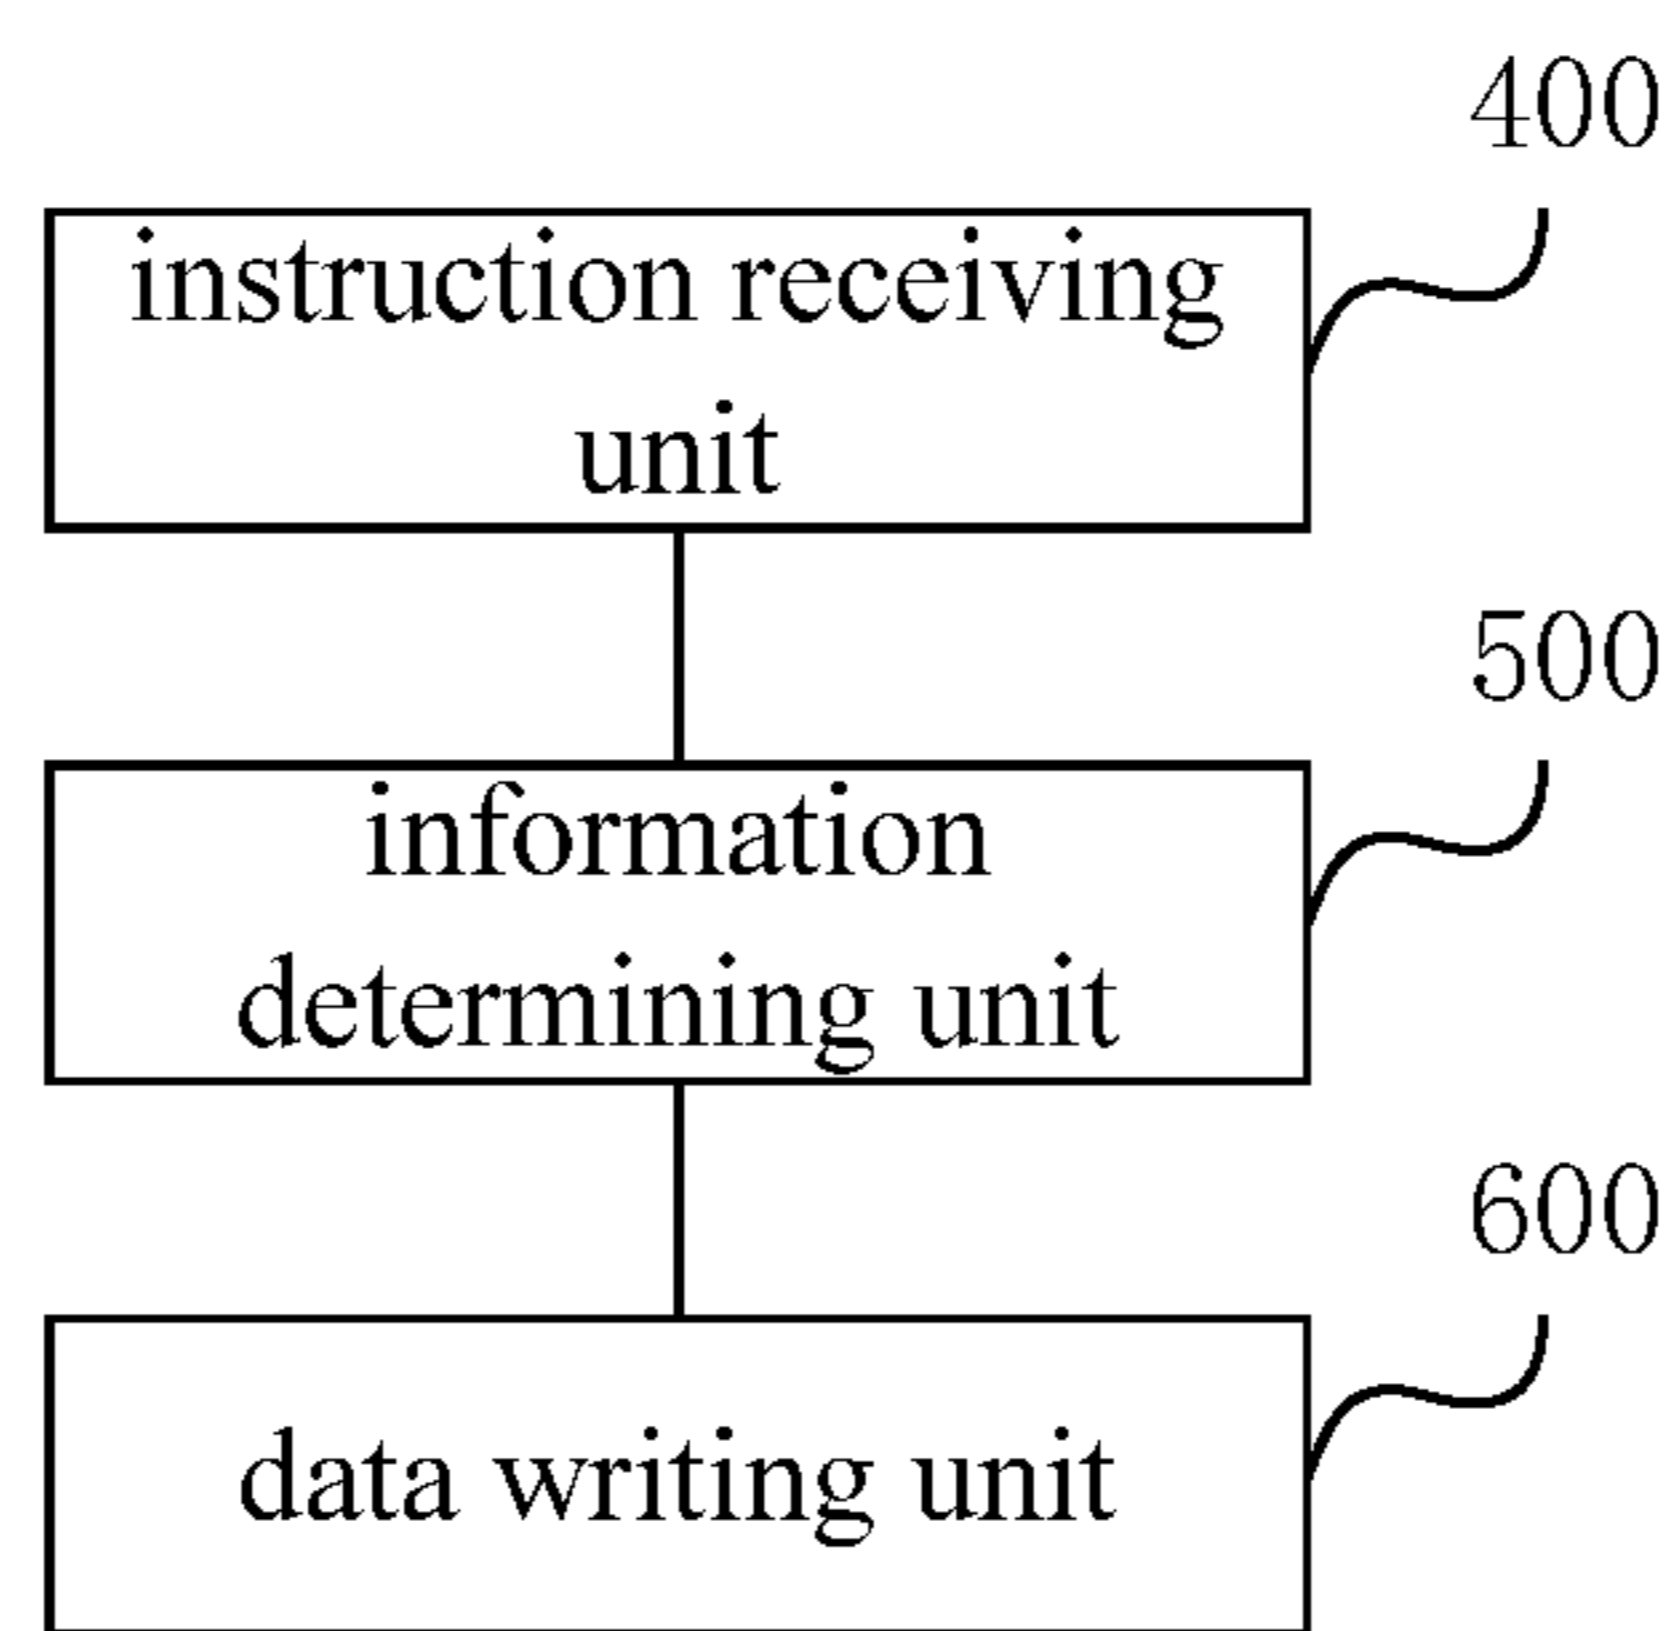 400
instruction receiving
unit
500
information
determining unit
600
data writing unit